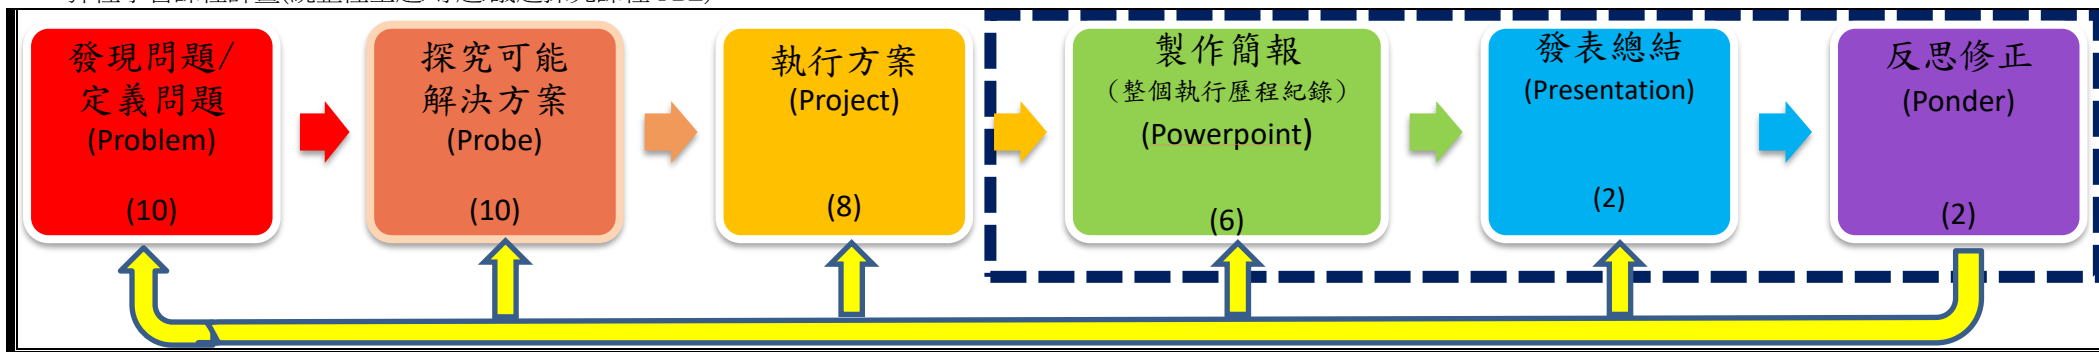 發現問題/
定義問題
(Problem)
(10)
探究可能
解決方案
(Probe)
(10)
執行方案
(Project)
(8)
製作簡報
（整個執行歷程紀錄）
(Powerpoint)
(6)
發表總結
(Presentation)
(2)
反思修正
(Ponder)
(2)